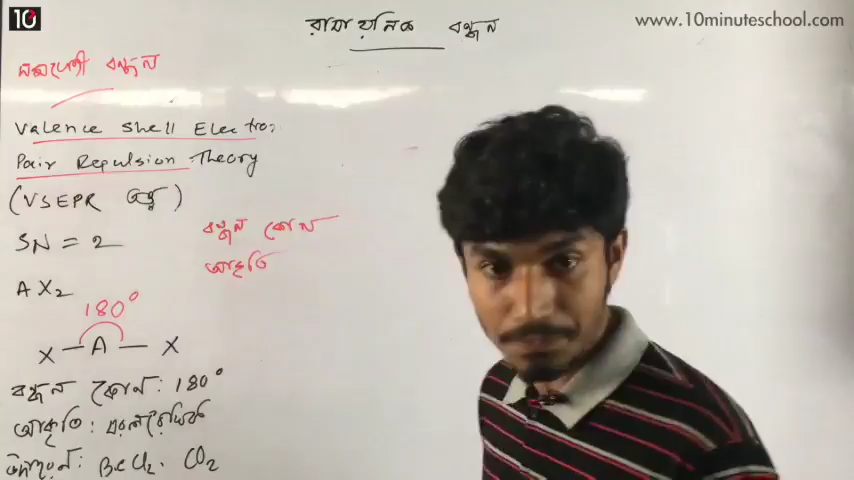 10
রাসায়নিক বন্ধন
www.10minuteschool.com
সমযোজী বন্ধন
Valence Shell Electron
Pair Repulsion Theory
(VSEPR তত্ত্ব)
SN = 2
বন্ধন কোন
আকৃতি
AX₂
180°
X — A — X
বন্ধন কোন: 180°
আকৃতি: সরলরৈখিক
উদাহরণ: BeCl₂, CO₂